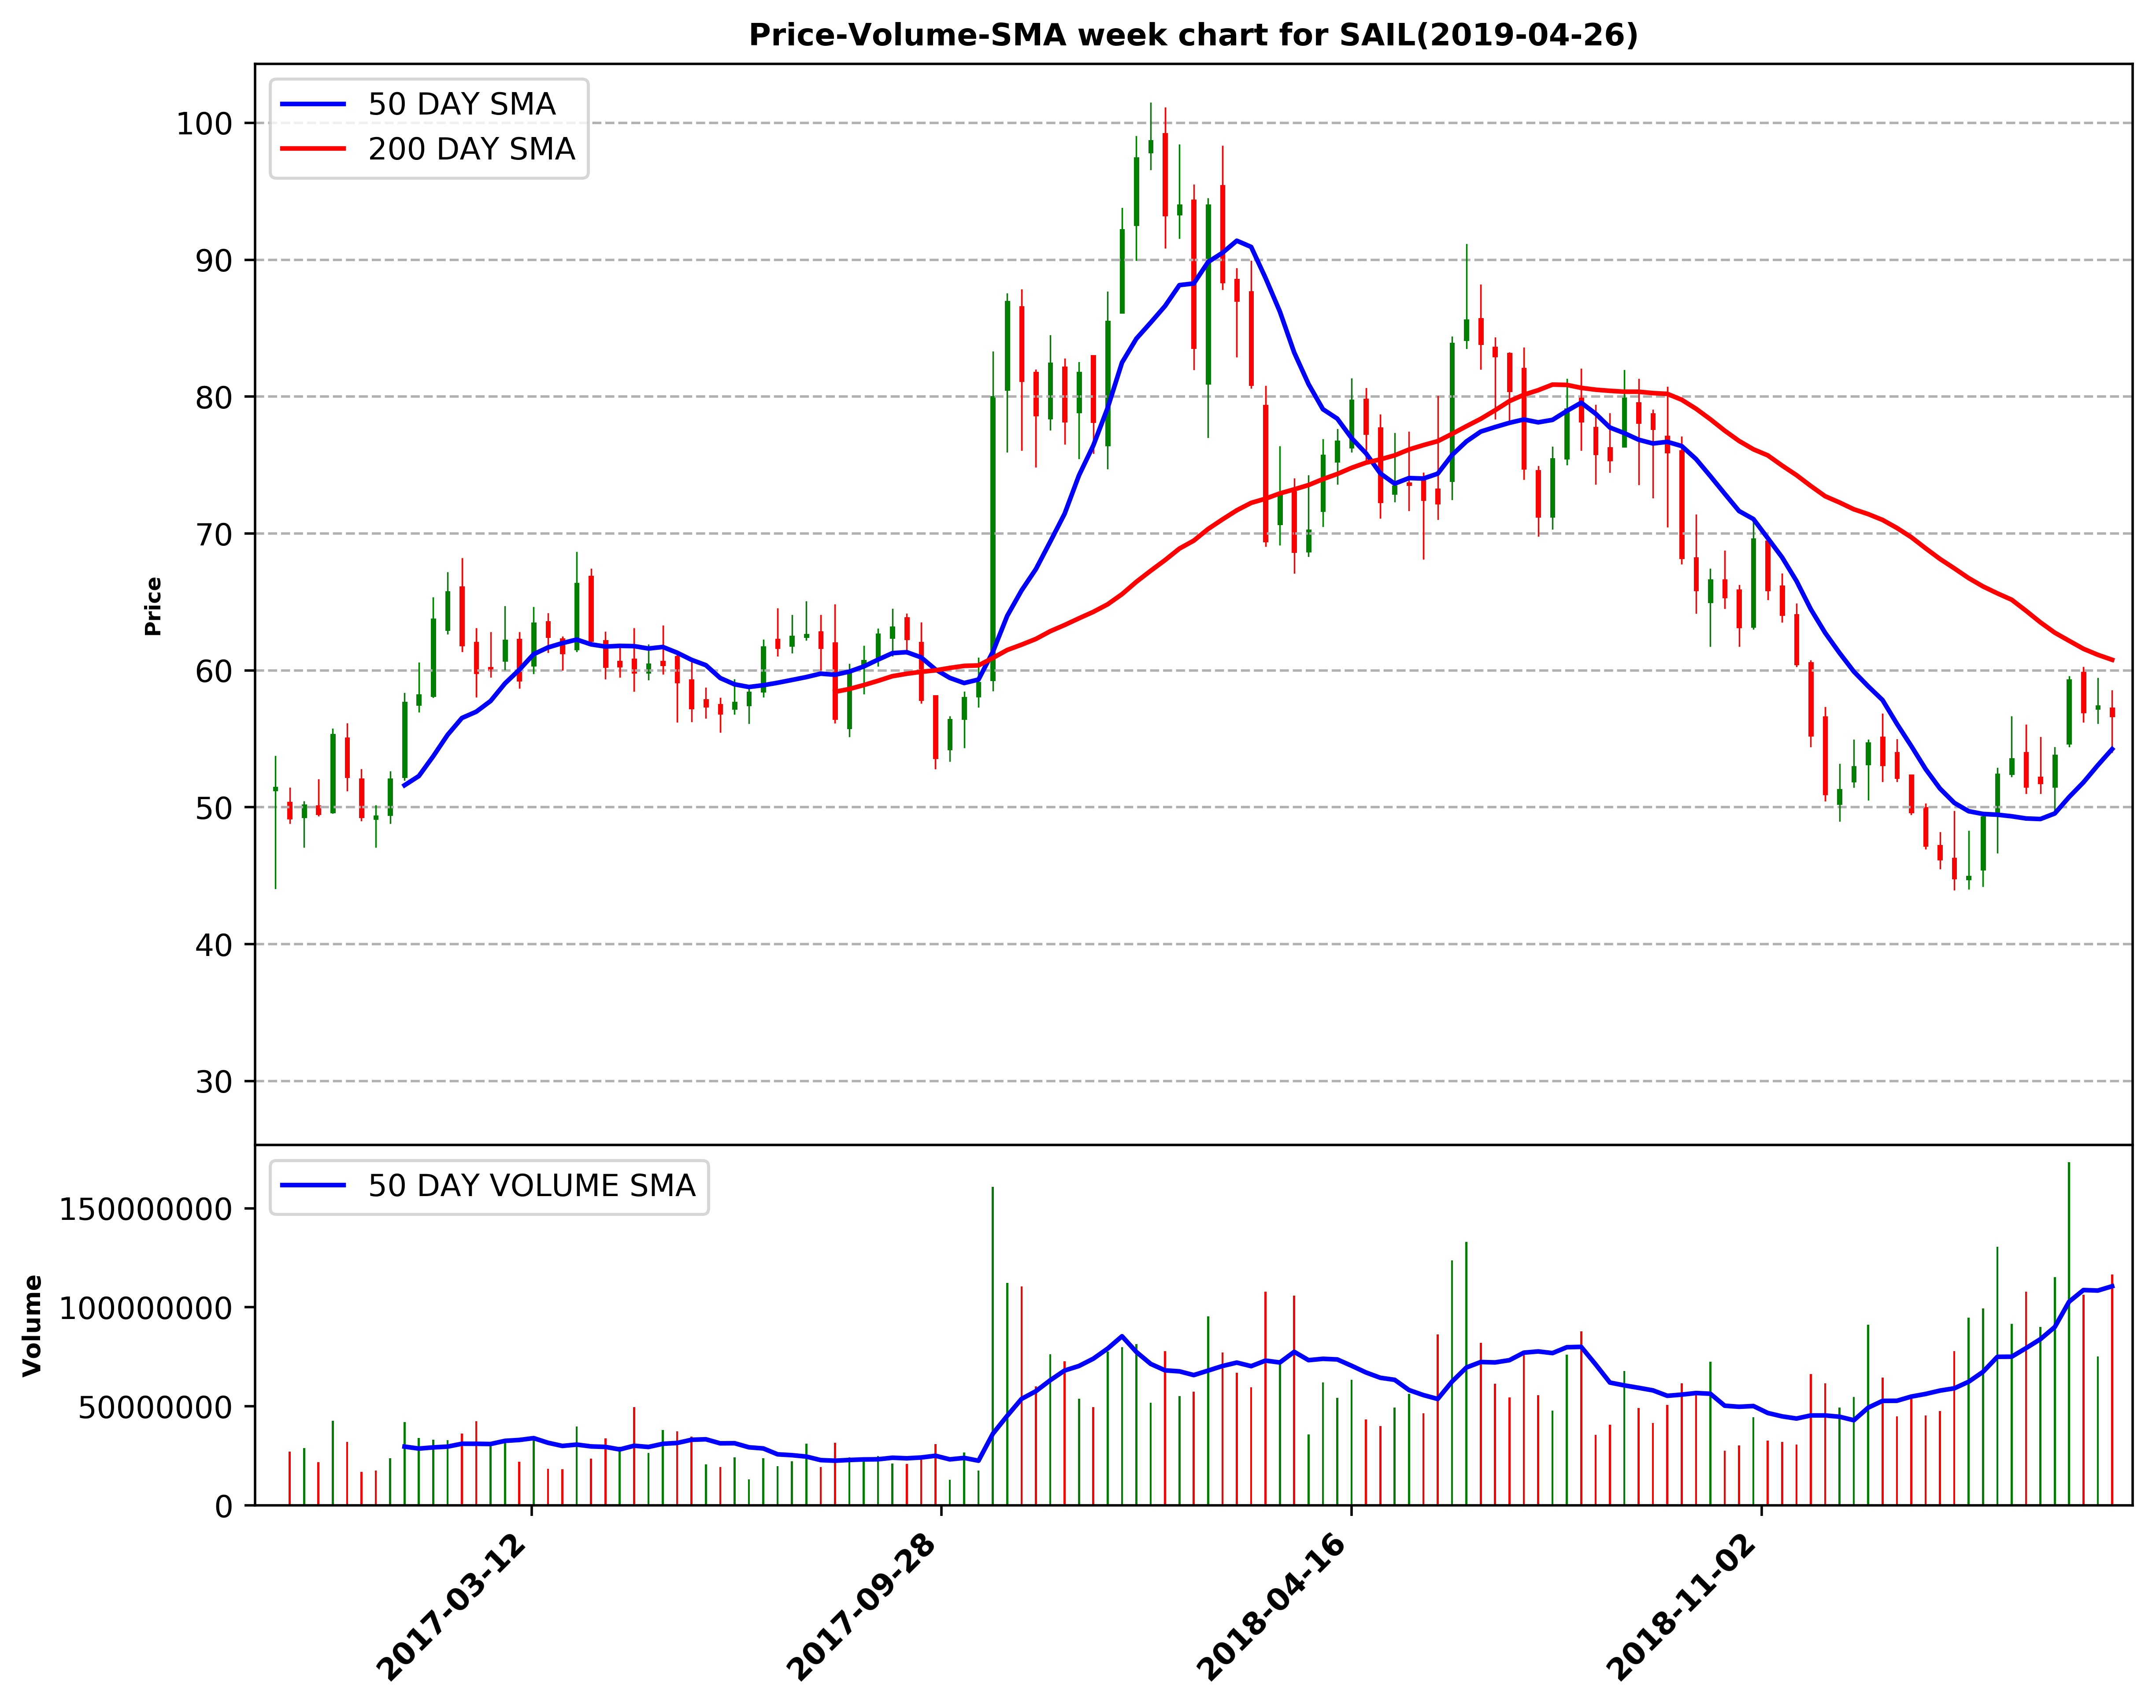 Price-Volume-SMA week chart for SAIL(2019-04-26)
50 DAY SMA
200 DAY SMA
100
90
80
70
60
50
40
30
Price
50 DAY VOLUME SMA
150000000
100000000
50000000
0
Volume
2017-03-12
2017-09-28
2018-04-16
2018-11-02